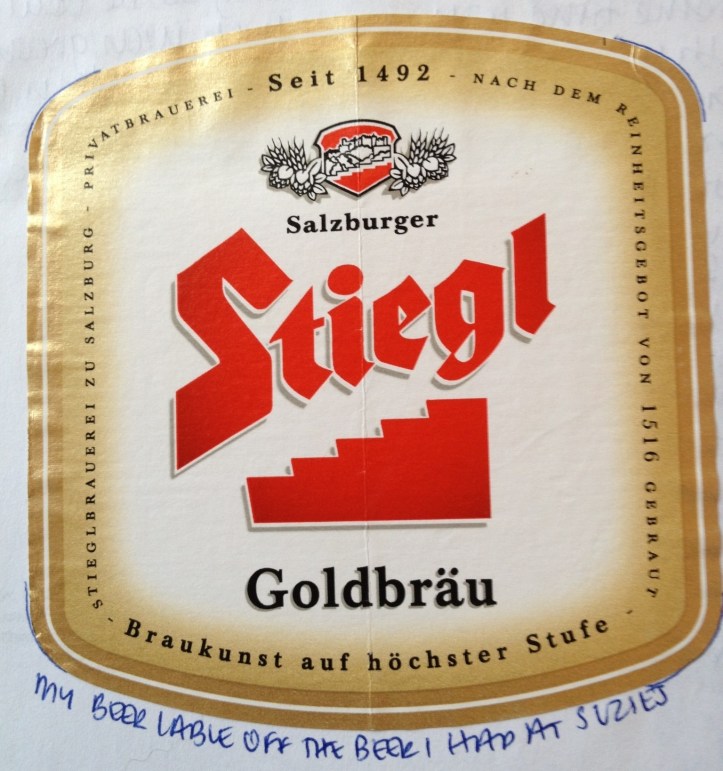 STIEGLBRAUEREI ZU SALZBURG - PRIVATBRAUEREI - Seit 1492 - NACH DEM REINHEITSGEBOT VON 1516 GEBRAUT
Salzburger
Stiegl
Goldbräu
- Braukunst auf höchster Stufe -
MY BEER LABLE OFF THE BEER I HAD AT SUZIES